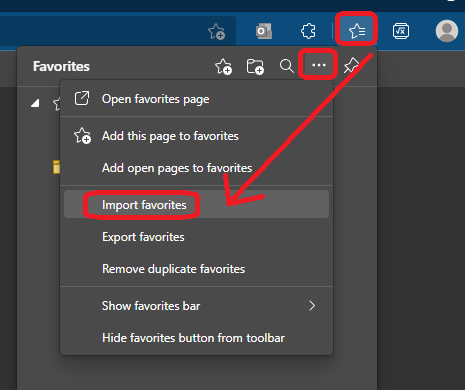 Favorites
Open favorites page
Add this page to favorites
Add open pages to favorites
Import favorites
Export favorites
Remove duplicate favorites
Show favorites bar
Hide favorites button from toolbar